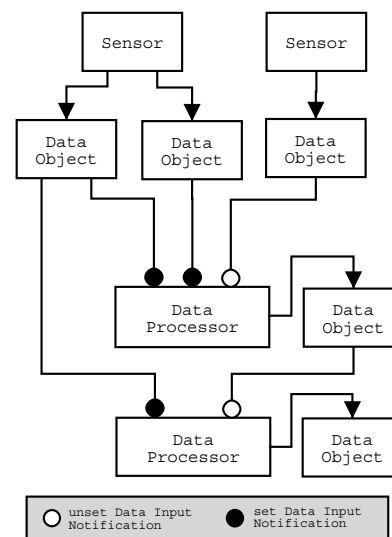 Sensor
Sensor
Data
Object
Data
Object
Data
Object
Data
Processor
Data
Object
Data
Processor
Data
Object
unset Data Input
Notification
set Data Input
Notification